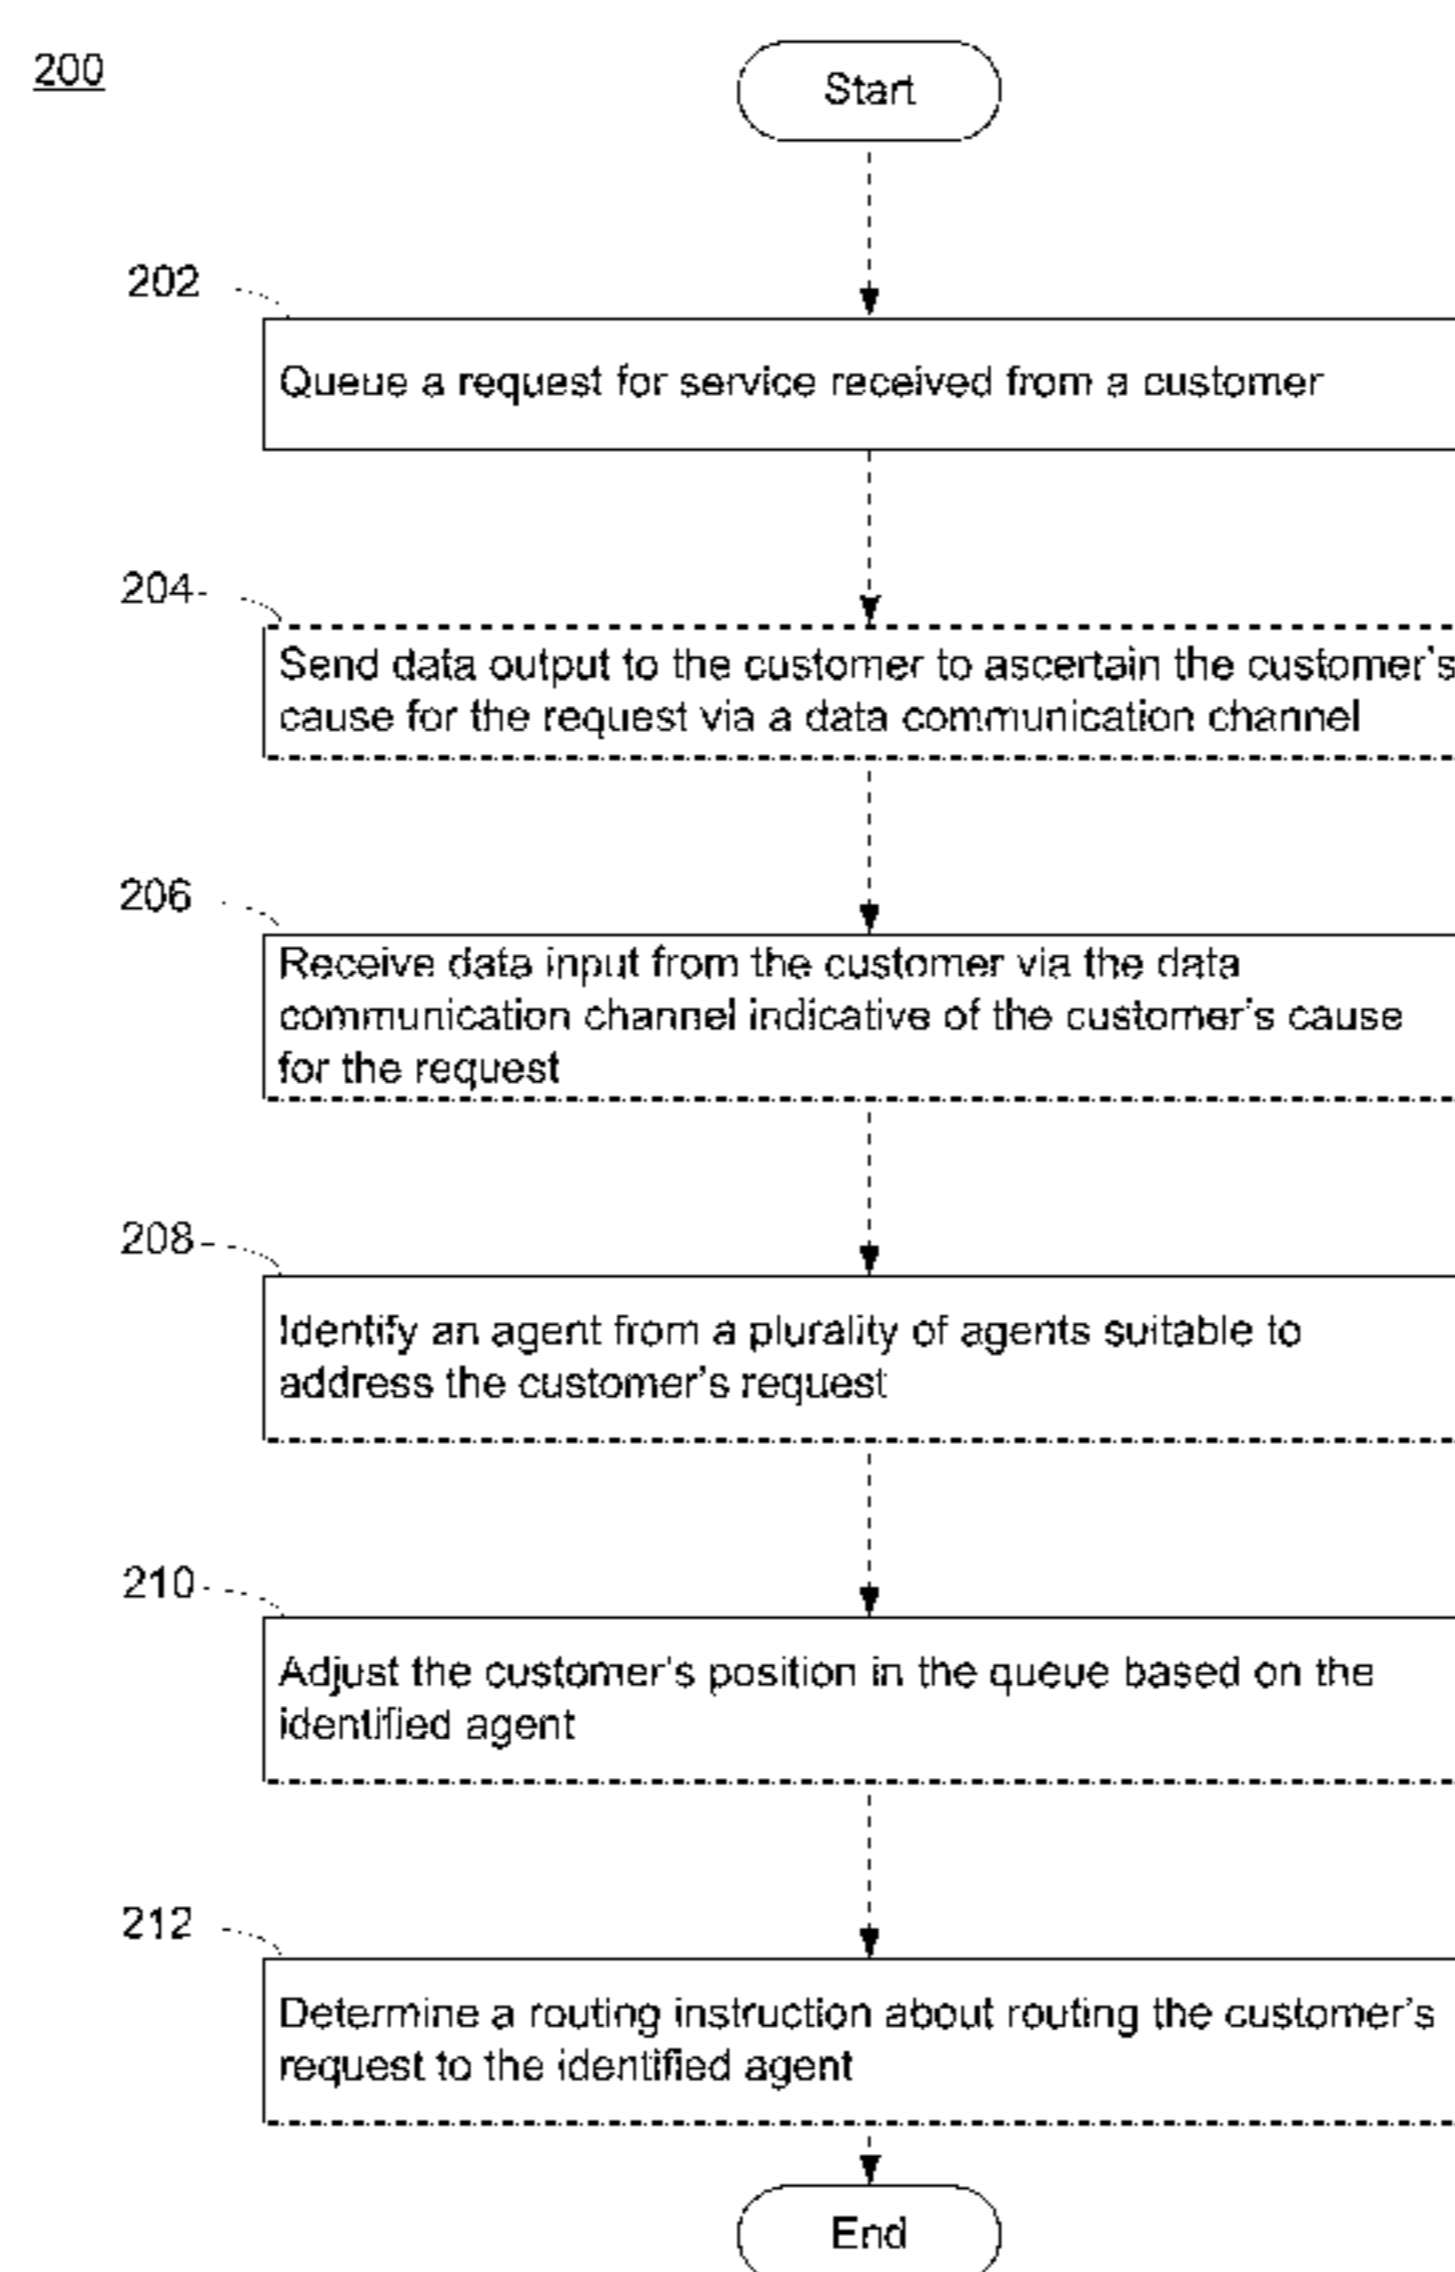 200
Start
202
Queue a request for service received from a customer
204
Send data output to the customer to ascertain the customer's
cause for the request via a data communication channel
206
Receive data input from the customer via the data
communication channel indicative of the customer's cause
for the request
208
Identify an agent from a plurality of agents suitable to
address the customer's request
210
Adjust the customer's position in the queue based on the
identified agent
212
Determine a routing instruction about routing the customer's
request to the identified agent
End